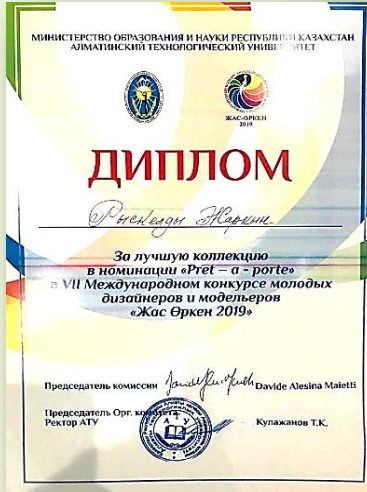 МИНИСТЕРСТВО ОБРАЗОВАНИЯ И НАУКИ РЕСПУБЛИКИ КАЗАХСТАН
АЛМАТИНСКИЙ ТЕХНОЛОГИЧЕСКИЙ УНИВЕРСИТЕТ
ЖАС-ӨРКЕН
2019
ДИПЛОМ
Рыскелды Жаркын
За лучшую коллекцию
в номинации «Pret – a - porte»
в VII Международном конкурсе молодых
дизайнеров и модельеров
«Жас Өркен 2019»
Председатель комиссии Davide Alesina Maietti
Председатель Орг. комитета
Ректор АТУ Кулажанов Т.К.
АТУ